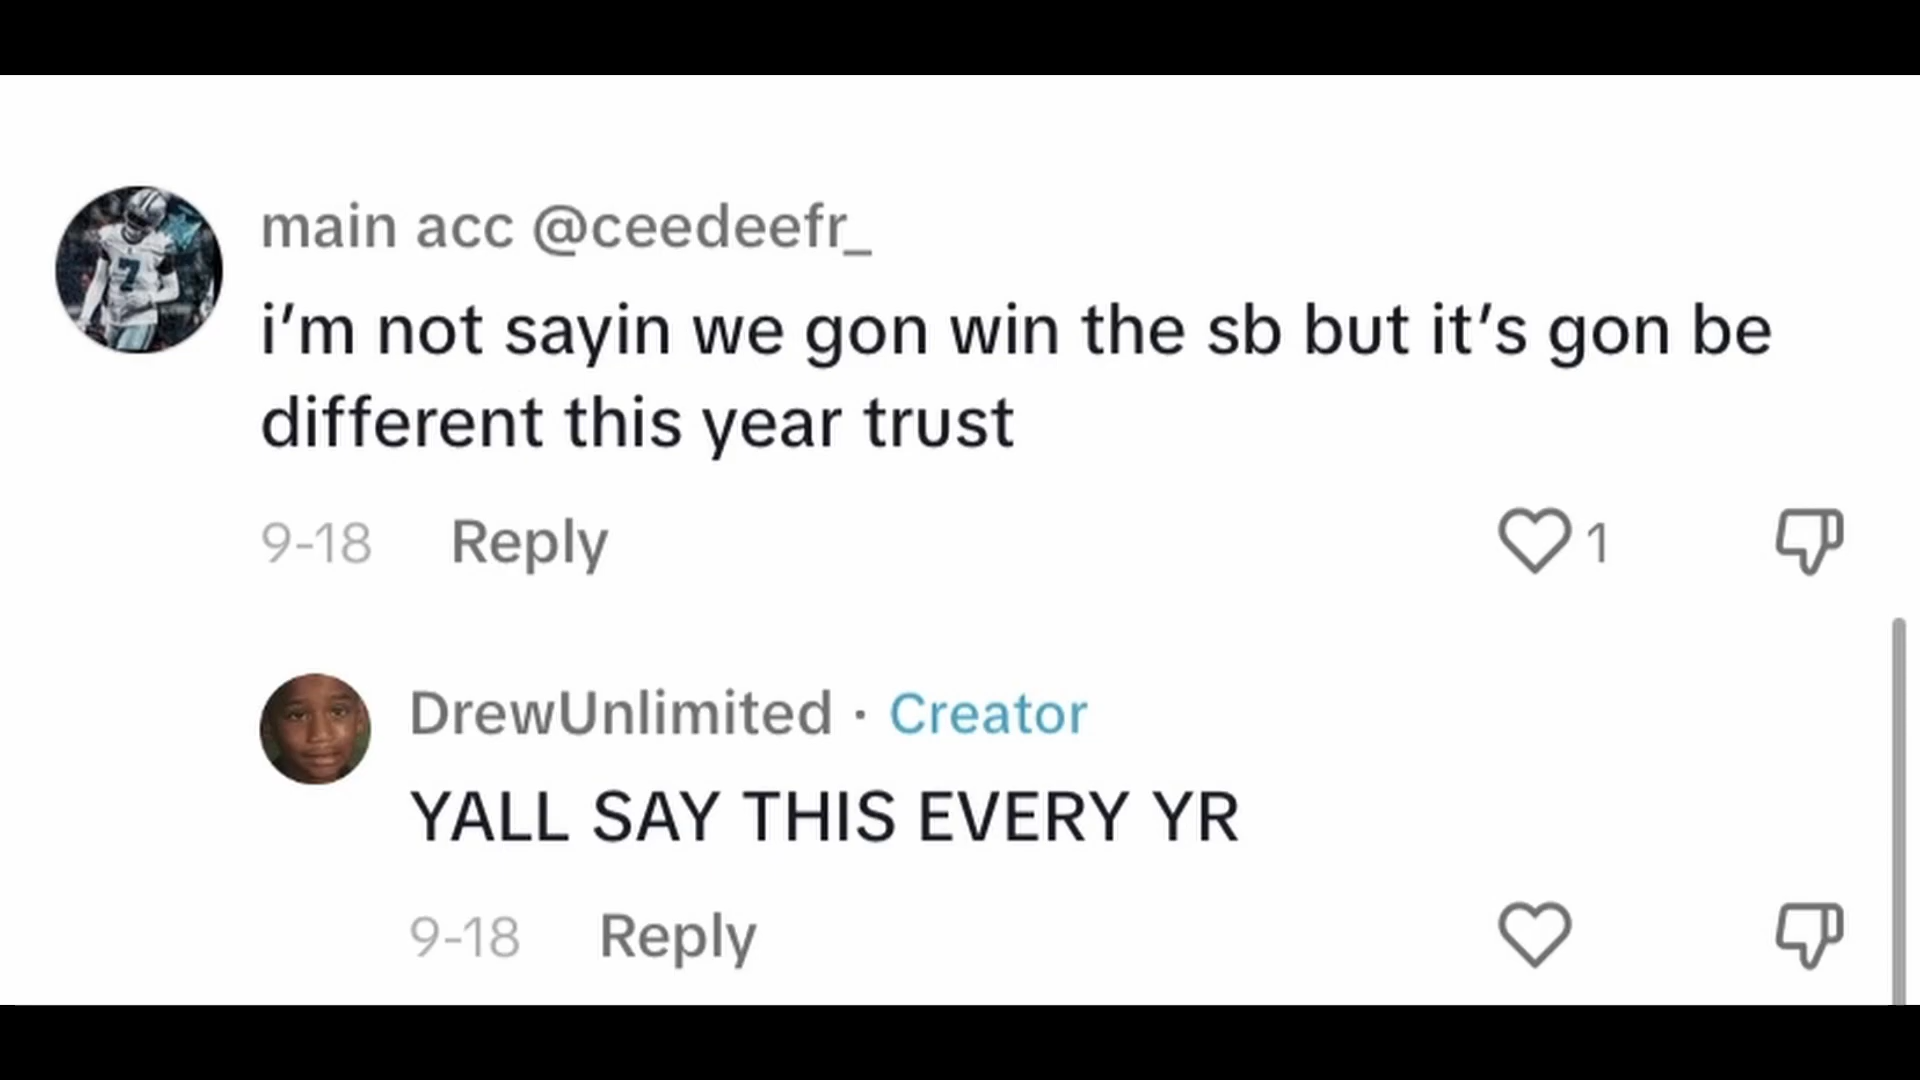 main acc @ceedeefr_
i’m not sayin we gon win the sb but it’s gon be
different this year trust
9-18 Reply 1
DrewUnlimited · Creator
YALL SAY THIS EVERY YR
9-18 Reply
7